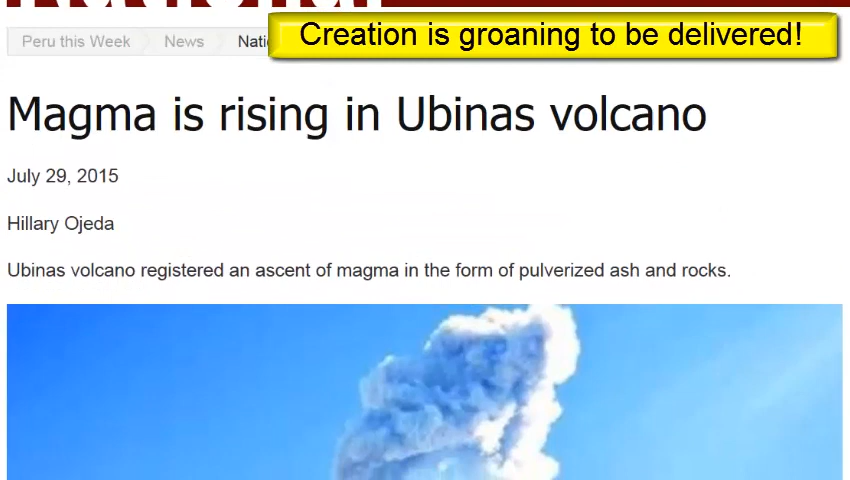 Creation is groaning to be delivered!
Peru this Week News
Magma is rising in Ubinas volcano
July 29, 2015
Hillary Ojeda
Ubinas volcano registered an ascent of magma in the form of pulverized ash and rocks.